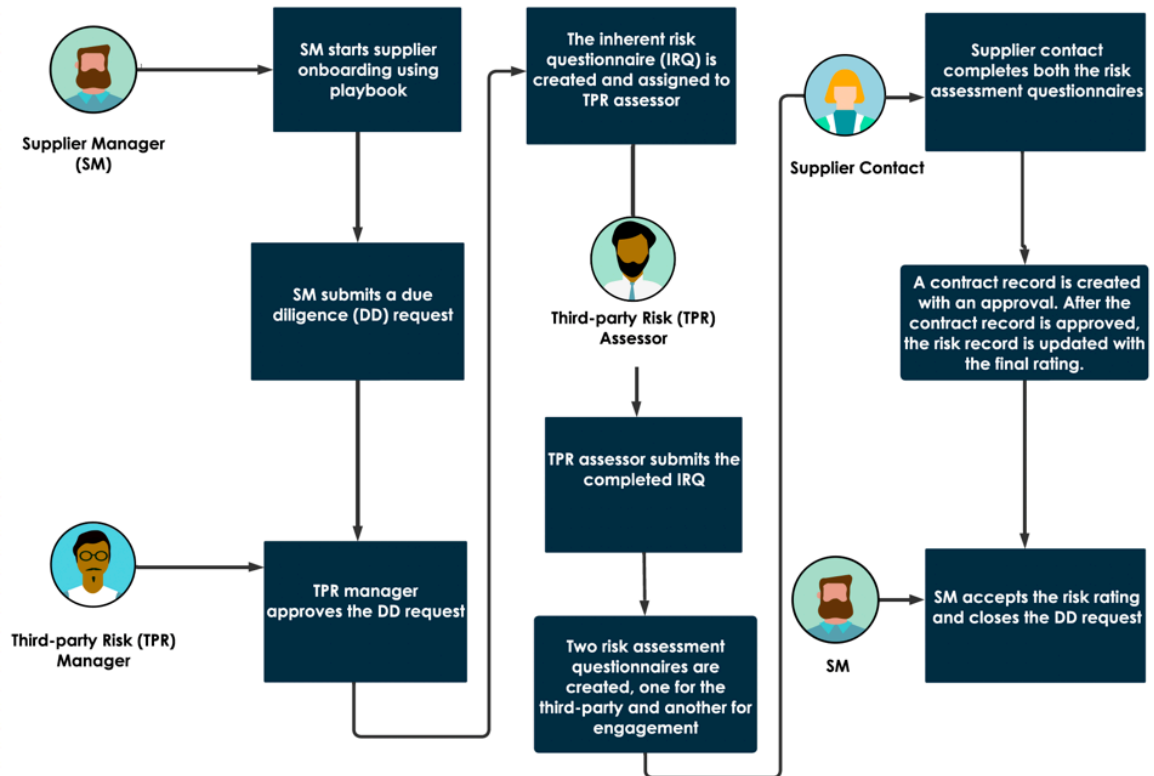 SM starts supplier
onboarding using
playbook
Supplier Manager
(SM)
SM submits a due
diligence (DD) request
TPR manager
approves the DD request
Third-party Risk (TPR)
Manager
The inherent risk
questionnaire (IRQ) is
created and assigned to
TPR assessor
Third-party Risk (TPR)
Assessor
TPR assessor submits the
completed IRQ
Two risk assessment
questionnaires are
created, one for the
third-party and another for
engagement
Supplier contact
completes both the risk
assessment questionnaires
Supplier Contact
A contract record is created
with an approval. After the
contract record is approved,
the risk record is updated with
the final rating.
SM accepts the risk rating
and closes the DD request
SM